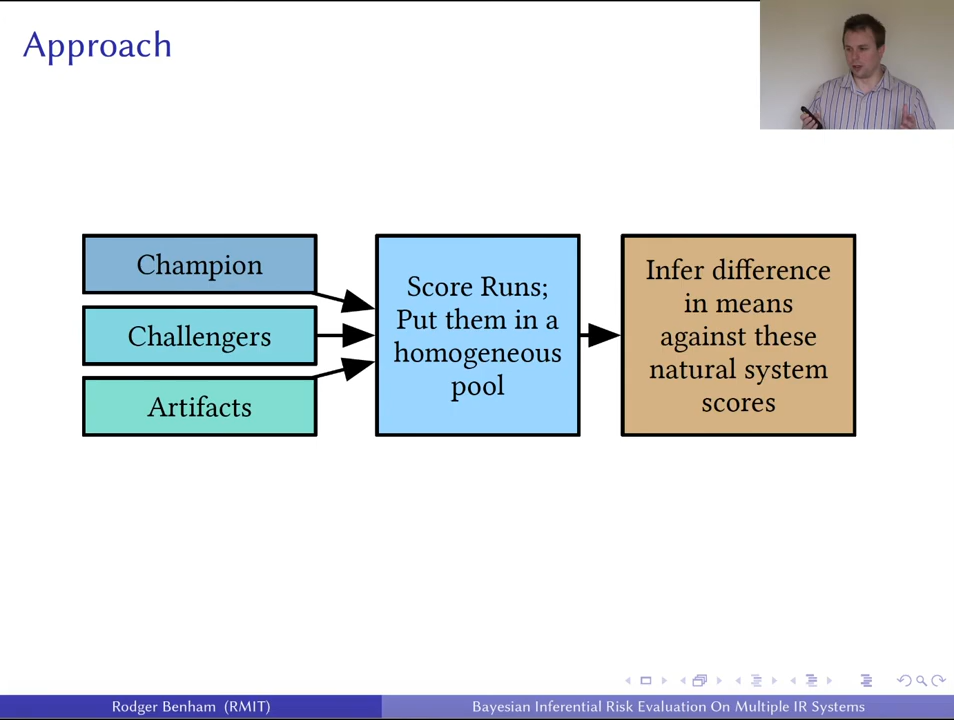 Approach
Champion
Challengers
Artifacts
Score Runs;
Put them in a
homogeneous
pool
Infer difference
in means
against these
natural system
scores
Rodger Benham (RMIT)
Bayesian Inferential Risk Evaluation On Multiple IR Systems